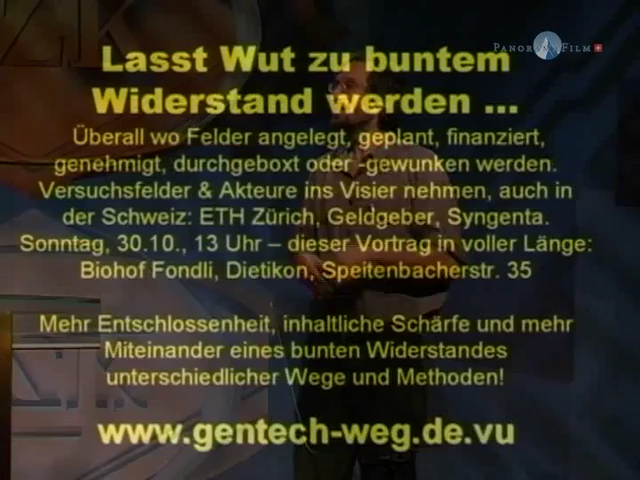 PANORAMA FILM
Lasst Wut zu buntem
Widerstand werden ...
Überall wo Felder angelegt, geplant, finanziert,
genehmigt, durchgeboxt oder -gewunken werden.
Versuchsfelder & Akteure ins Visier nehmen, auch in
der Schweiz: ETH Zürich, Geldgeber, Syngenta.
Sonntag, 30.10., 13 Uhr – dieser Vortrag in voller Länge:
Biohof Fondli, Dietikon, Speitenbacherstr. 35
Mehr Entschlossenheit, inhaltliche Schärfe und mehr
Miteinander eines bunten Widerstandes
unterschiedlicher Wege und Methoden!
www.gentech-weg.de.vu